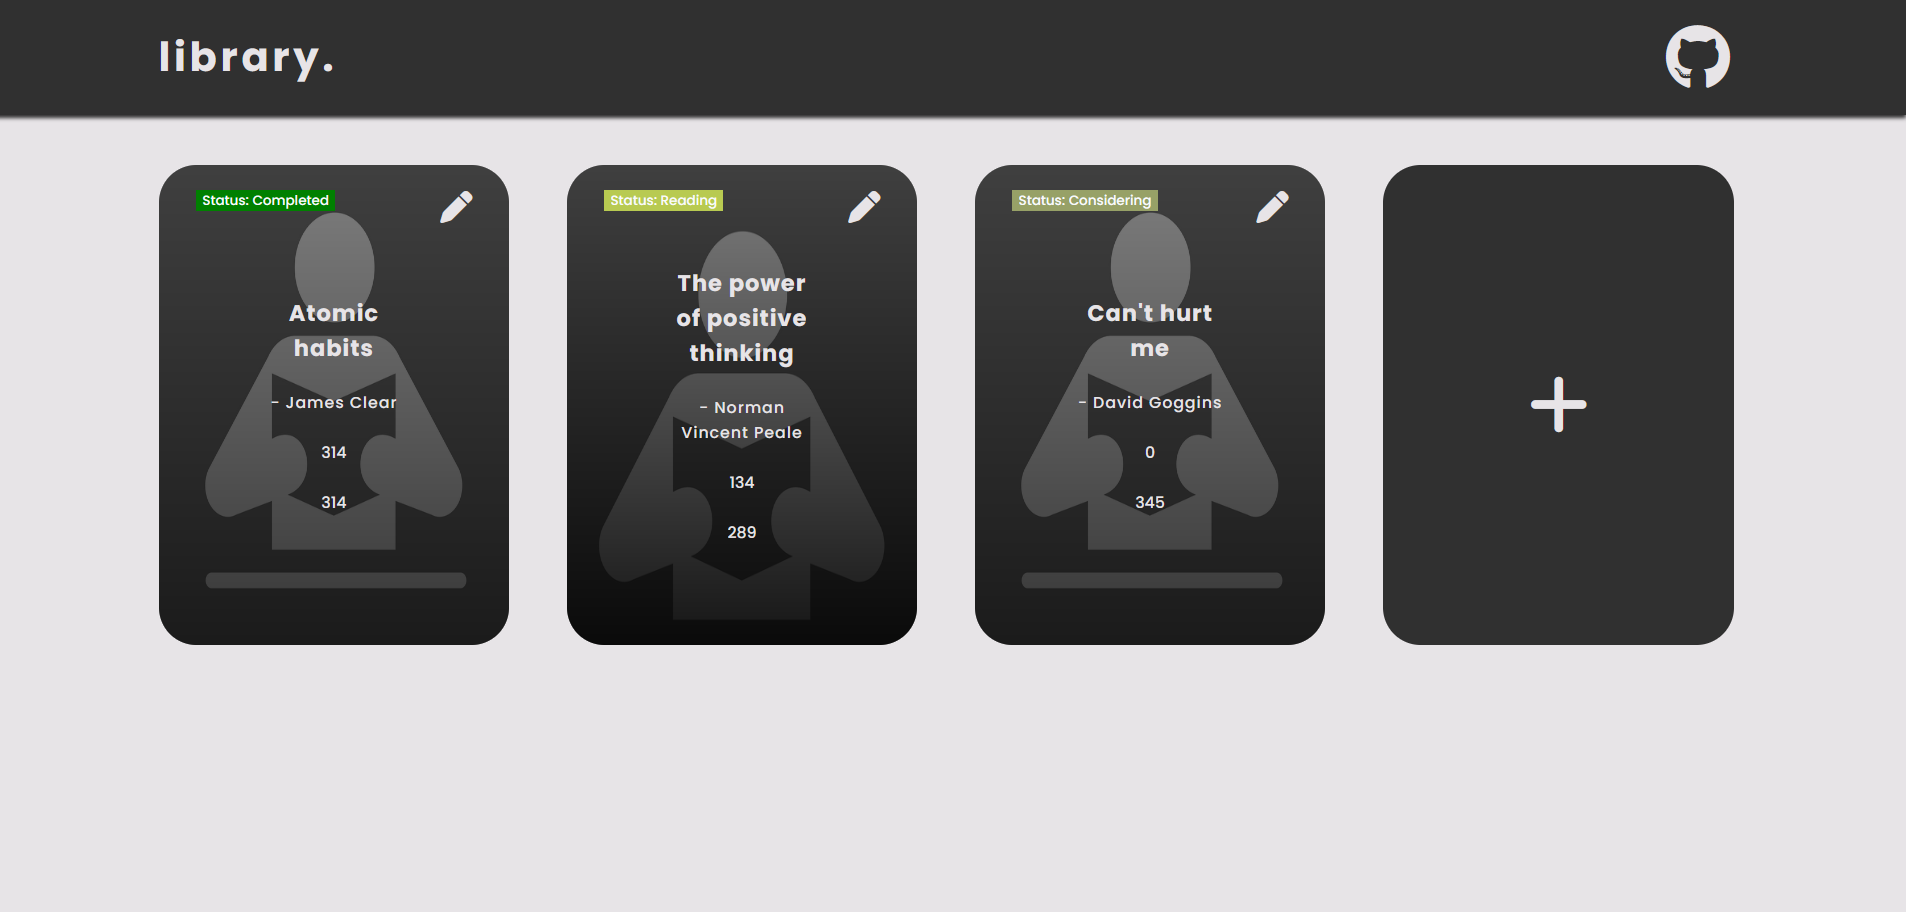 library.
Status: Completed
Atomic
habits
- James Clear
314
314
Status: Reading
The power
of positive
thinking
- Norman
Vincent Peale
134
289
Status: Considering
Can't hurt
me
- David Goggins
0
345